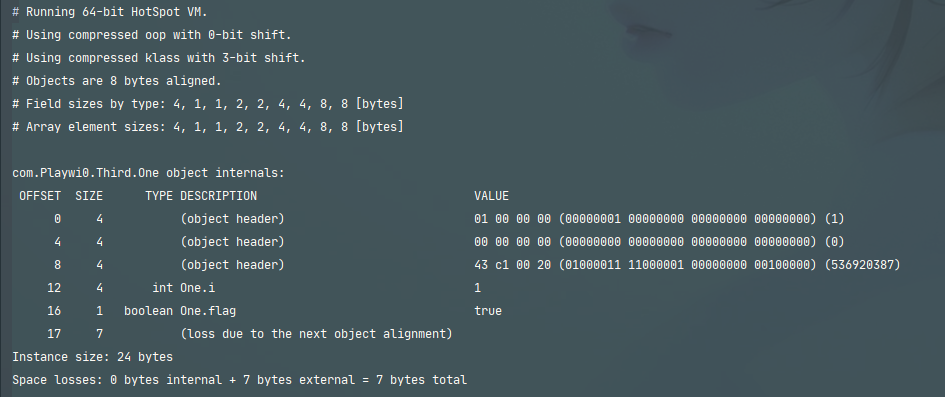 # Running 64-bit HotSpot VM.
# Using compressed oop with 0-bit shift.
# Using compressed klass with 3-bit shift.
# Objects are 8 bytes aligned.
# Field sizes by type: 4, 1, 1, 2, 2, 4, 4, 8, 8 [bytes]
# Array element sizes: 4, 1, 1, 2, 2, 4, 4, 8, 8 [bytes]
com.Playwi0.Third.One object internals:
OFFSET SIZE TYPE DESCRIPTION VALUE
0 4 (object header) 01 00 00 00 (00000001 00000000 00000000 00000000) (1)
4 4 (object header) 00 00 00 00 (00000000 00000000 00000000 00000000) (0)
8 4 (object header) 43 c1 00 20 (01000011 11000001 00000000 00100000) (536920387)
12 4 int One.i 1
16 1 boolean One.flag true
17 7 (loss due to the next object alignment)
Instance size: 24 bytes
Space losses: 0 bytes internal + 7 bytes external = 7 bytes total